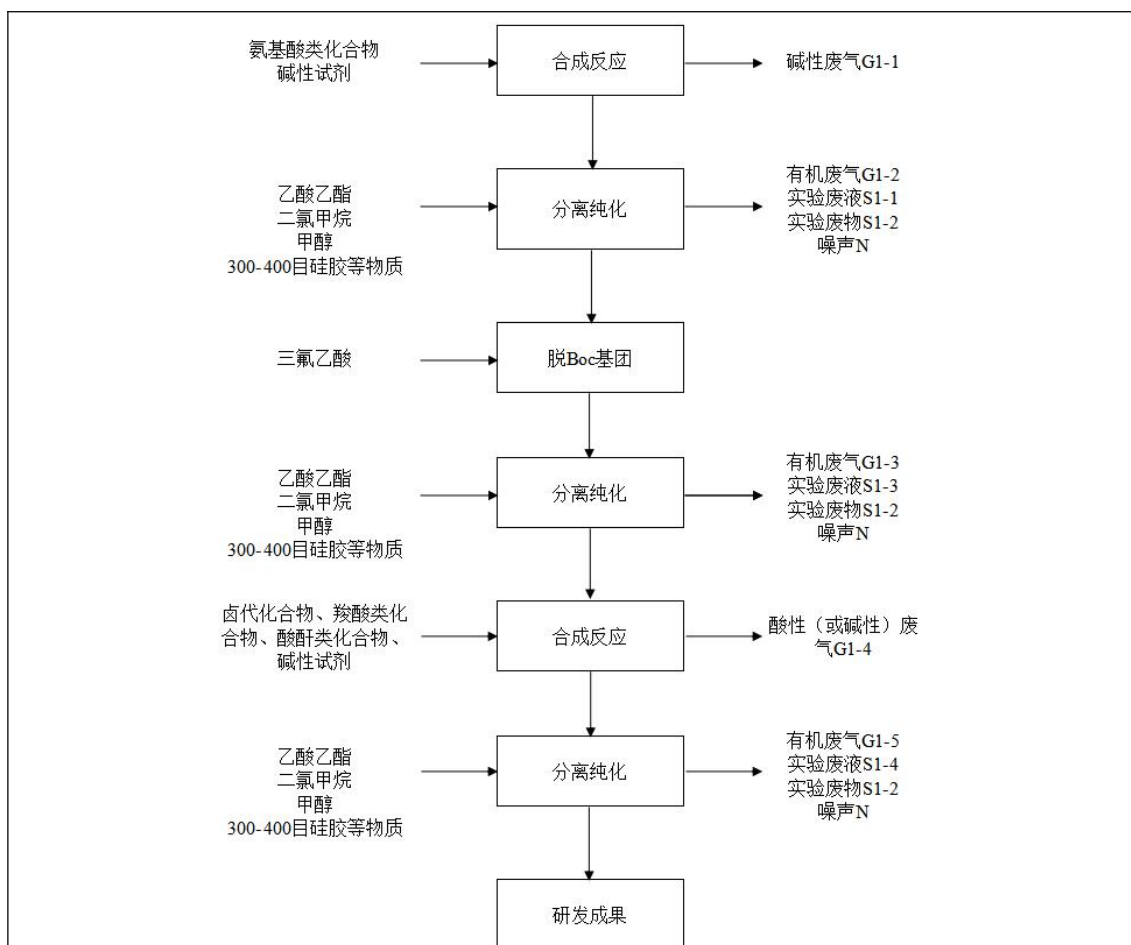 氨基酸类化合物
碱性试剂
合成反应
碱性废气G1-1
乙酸乙酯
二氯甲烷
甲醇
300-400目硅胶等物质
分离纯化
有机废气G1-2
实验废液S1-1
实验废物S1-2
噪声N
三氟乙酸
脱Boc基团
乙酸乙酯
二氯甲烷
甲醇
300-400目硅胶等物质
分离纯化
有机废气G1-3
实验废液S1-3
实验废物S1-2
噪声N
卤代化合物、羧酸类化
合物、酸酐类化合物、
碱性试剂
合成反应
酸性（或碱性）废
气G1-4
乙酸乙酯
二氯甲烷
甲醇
300-400目硅胶等物质
分离纯化
有机废气G1-5
实验废液S1-4
实验废物S1-2
噪声N
研发成果